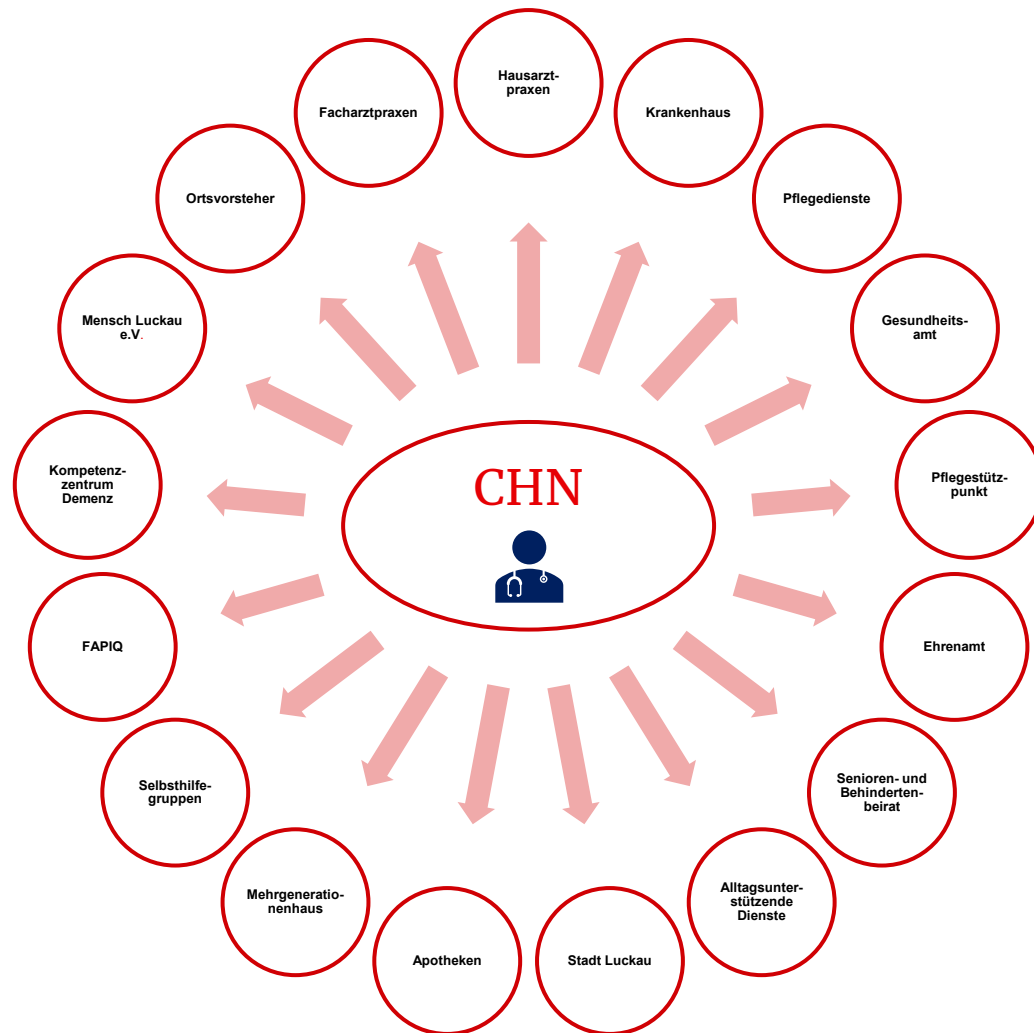 Hausarzt-
praxen
Krankenhaus
Pflegedienste
Gesundheits-
amt
Pflegestütz-
punkt
Ehrenamt
Senioren- und
Behinderten-
beirat
Alltagsunter-
stützende
Dienste
Stadt Luckau
Apotheken
Mehrgeneratio-
nenhaus
Selbsthilfe-
gruppen
FAPIQ
Kompetenz-
zentrum
Demenz
Mensch Luckau
e.V.
Ortsvorsteher
Facharztpraxen
CHN